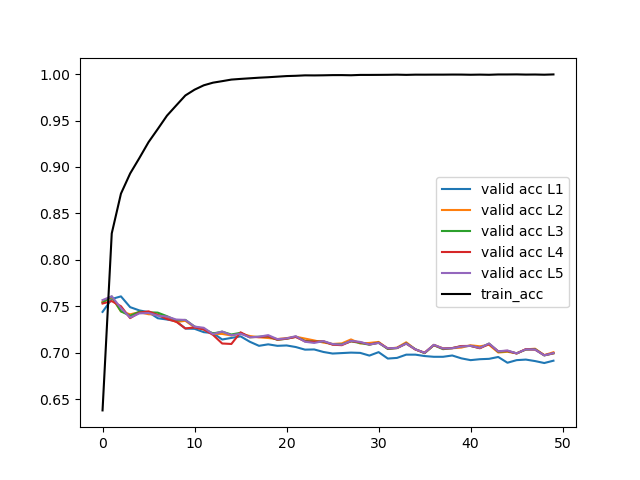 1.00
0.95
0.90
0.85
0.80
0.75
0.70
0.65
0
10
20
30
40
50
valid acc L1
valid acc L2
valid acc L3
valid acc L4
valid acc L5
train_acc